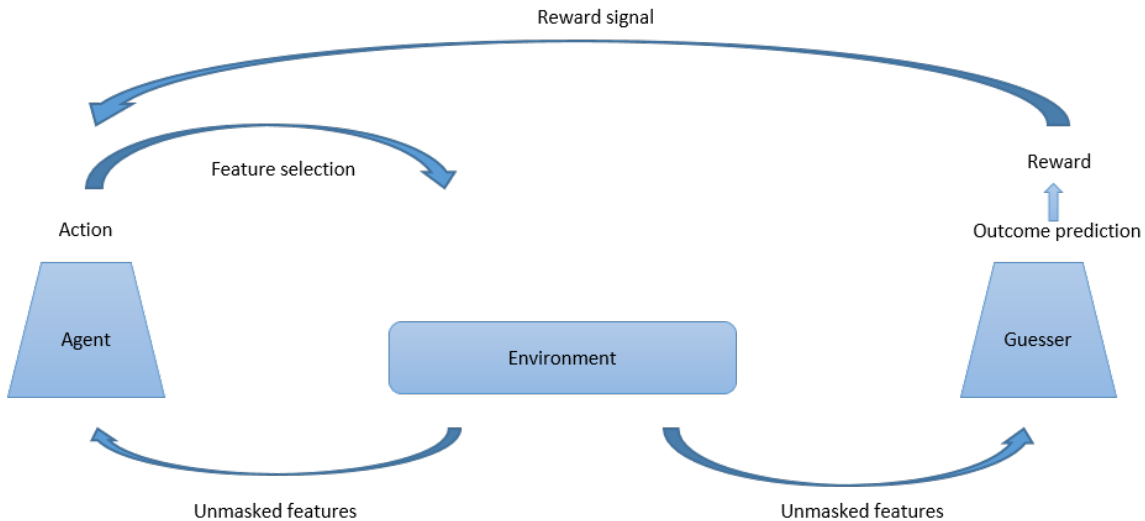 Reward signal
Feature selection
Reward
Action
Outcome prediction
Agent
Environment
Guesser
Unmasked features
Unmasked features